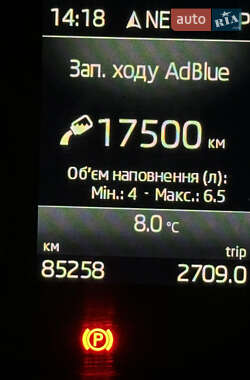 14:18 NE P
auto RIA
Зап. ходу AdBlue
17500 км
Об'єм наповнення (л):
Мін.: 4 - Макс.: 6.5
8.0 °C
км trip
85258 2709.0
P